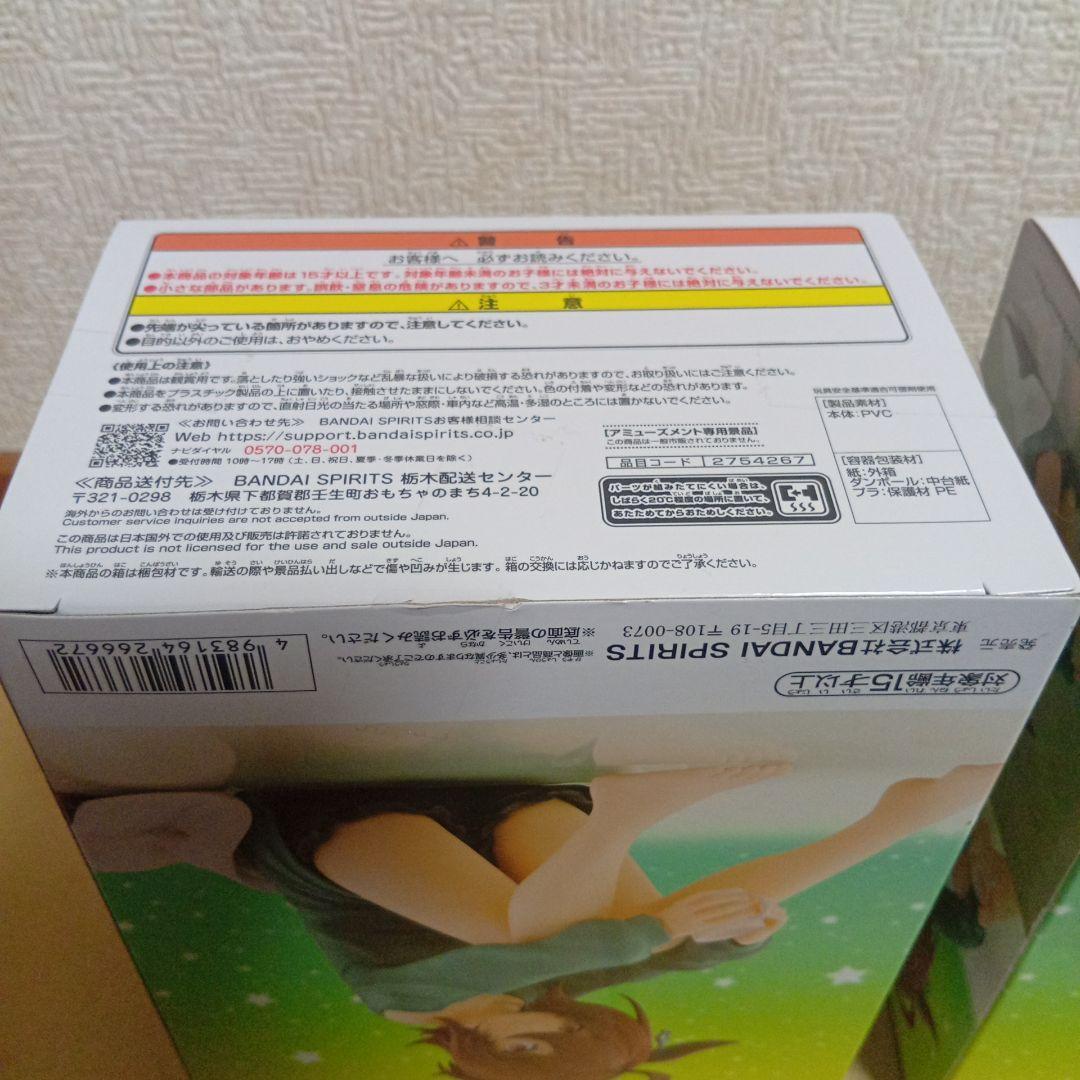 ⚠警告
お客様へ 必ずお読みください。
●本商品の対象年齢は15才以上です。対象年齢未満のお子様には絶対に与えないでください。
●小さな部品があります。誤飲・窒息の危険がありますので、3才未満のお子様には絶対に与えないでください。
⚠注意
●先端が尖っている箇所がありますので、注意してください。
●目的以外のご使用は、おやめください。
《使用上の注意》
●本商品は観賞用です。落としたり強いショックなど乱暴な扱いにより破損する恐れがあります。お取り扱いにはご注意ください。
●本商品をプラスチック製品の上に置いたり、接触させたままにしないでください。色の付着や変形などの恐れがあります。
●変形する恐れがありますので、直射日光の当たる場所や窓際・車内など高温・多湿のところには置かないでください。
≪お問い合わせ先≫ BANDAI SPIRITSお客様相談センター
Web https://support.bandaispirits.co.jp
ナビダイヤル 0570-078-001
●受付時間 10時~17時(土、日、祝日、夏季・冬季休業日を除く)
≪商品送付先≫ BANDAI SPIRITS 栃木配送センター
〒321-0298 栃木県下都賀郡壬生町おもちゃのまち4-2-20
海外からのお問い合わせは受け付けておりません。
Customer service inquiries are not accepted from outside Japan.
この商品は日本国外での使用及び販売は許諾されておりません。
This product is not licensed for the use and sale outside Japan.
※本商品の箱は梱包材です。輸送の際や景品払い出しなどで傷や凹みが生じます。箱の交換には応じかねますのでご了承ください。
[アミューズメント専用景品]
この商品は一般市販されておりません。
品目コード 2754267
パーツが組みたてにくい場合は、
しばらく20℃程度の場所に置いて、
あたためてからおためしください。
玩具安全基準適合可塑剤使用
[製品素材]
本体:PVC
[容器包装材]
紙:外箱
ダンボール:中台紙
プラ:保護材 PE
対象年齢15才以上
発売元 株式会社BANDAI SPIRITS
東京都港区三田三丁目5-19 〒108-0073
※画像と商品とは、多少異なりますのでご了承ください。
※底面の警告を必ずお読みください。
4983164266672